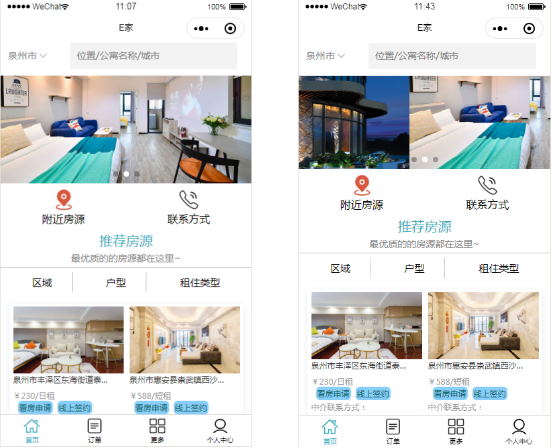 WeChat 11:07 100%
E家
泉州市 位置/公寓名称/城市
附近房源 联系方式
推荐房源
最优质的的房源都在这里~
区域 户型 租住类型
泉州市丰泽区东海街道泰... 泉州市惠安县崇武镇西沙...
￥230/日租 ￥588/短租
看房申请 线上签约 看房申请 线上签约
首页 订单 更多 个人中心
WeChat 11:43 100%
E家
泉州市 位置/公寓名称/城市
附近房源 联系方式
推荐房源
最优质的的房源都在这里~
区域 户型 租住类型
泉州市丰泽区东海街道泰... 泉州市惠安县崇武镇西沙...
￥230/日租 ￥588/短租
看房申请 线上签约 看房申请 线上签约
中介联系方式： 中介联系方式：
首页 订单 更多 个人中心